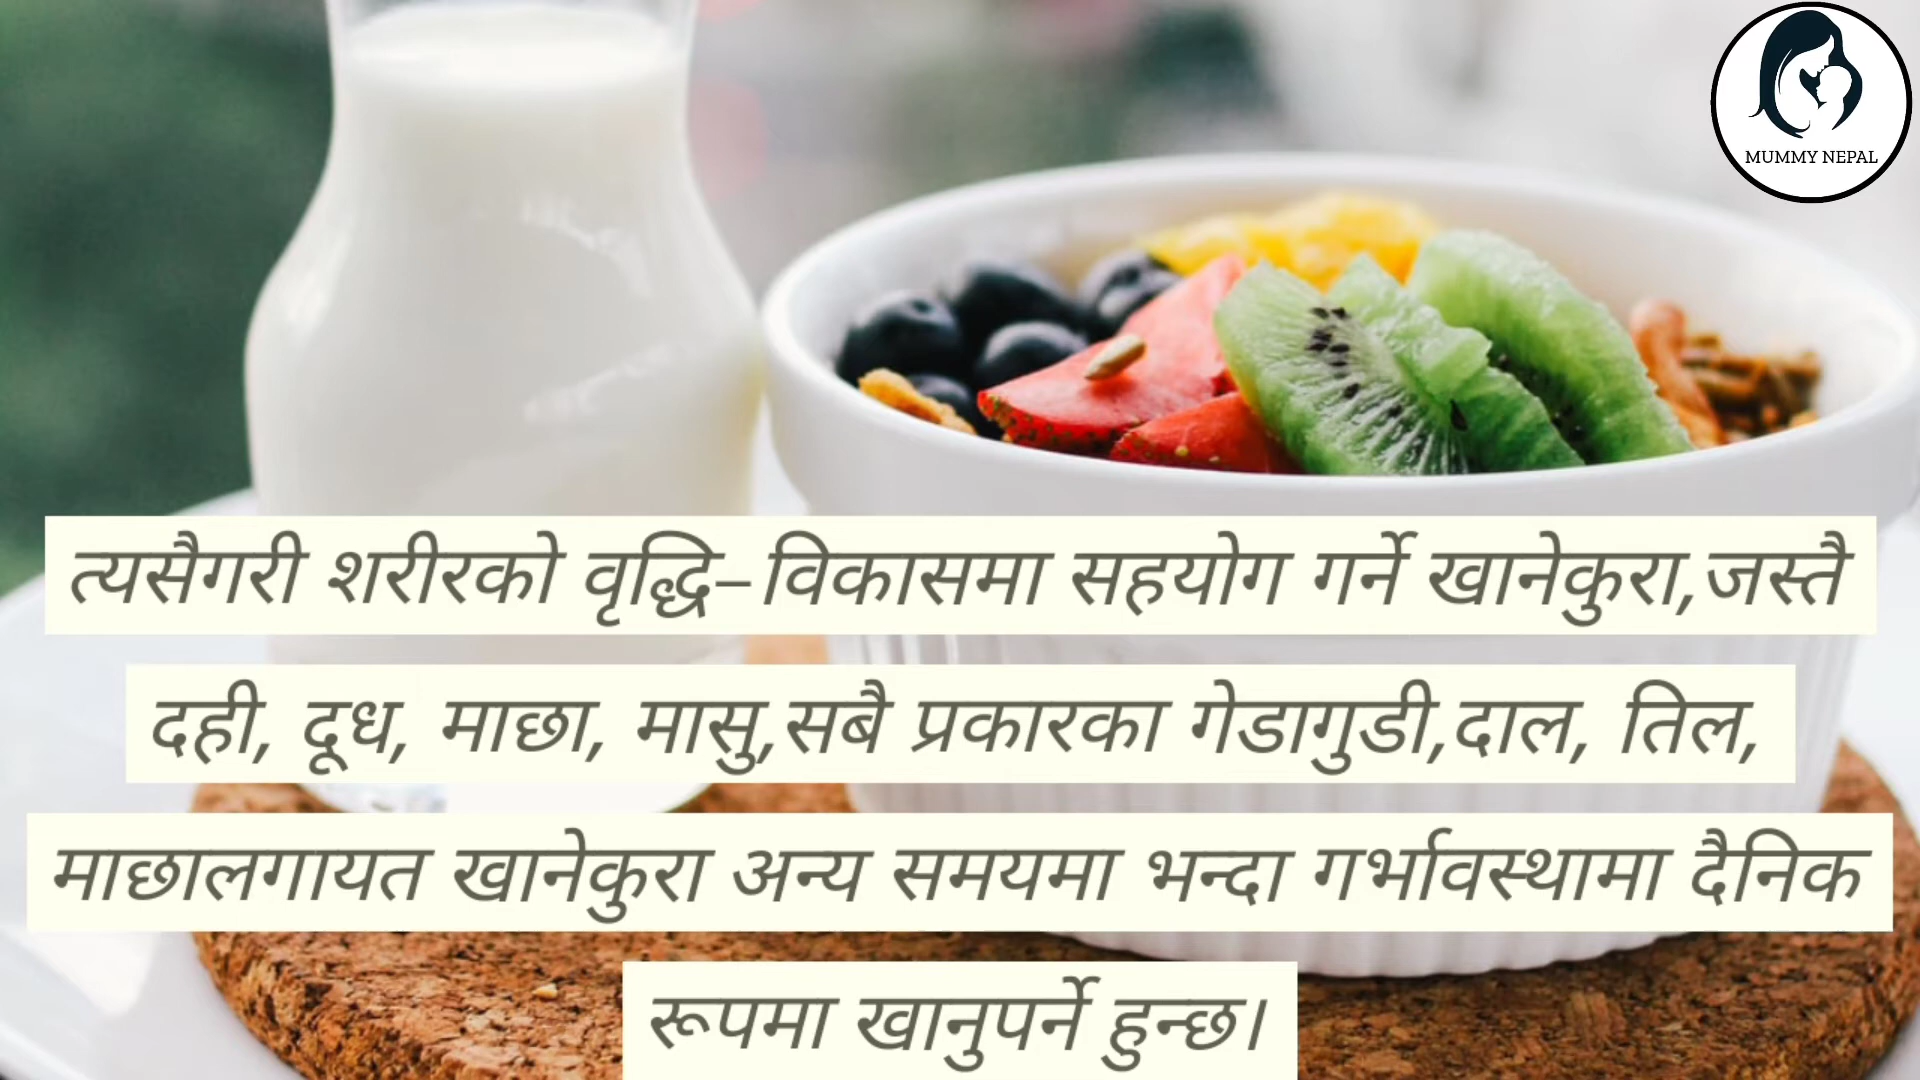 MUMMY NEPAL
त्यसैगरी शरीरको वृद्धि–विकासमा सहयोग गर्ने खानेकुरा,जस्तै
दही, दूध, माछा, मासु,सबै प्रकारका गेडागुडी,दाल, तिल,
माछालगायत खानेकुरा अन्य समयमा भन्दा गर्भावस्थामा दैनिक
रूपमा खानुपर्ने हुन्छ।